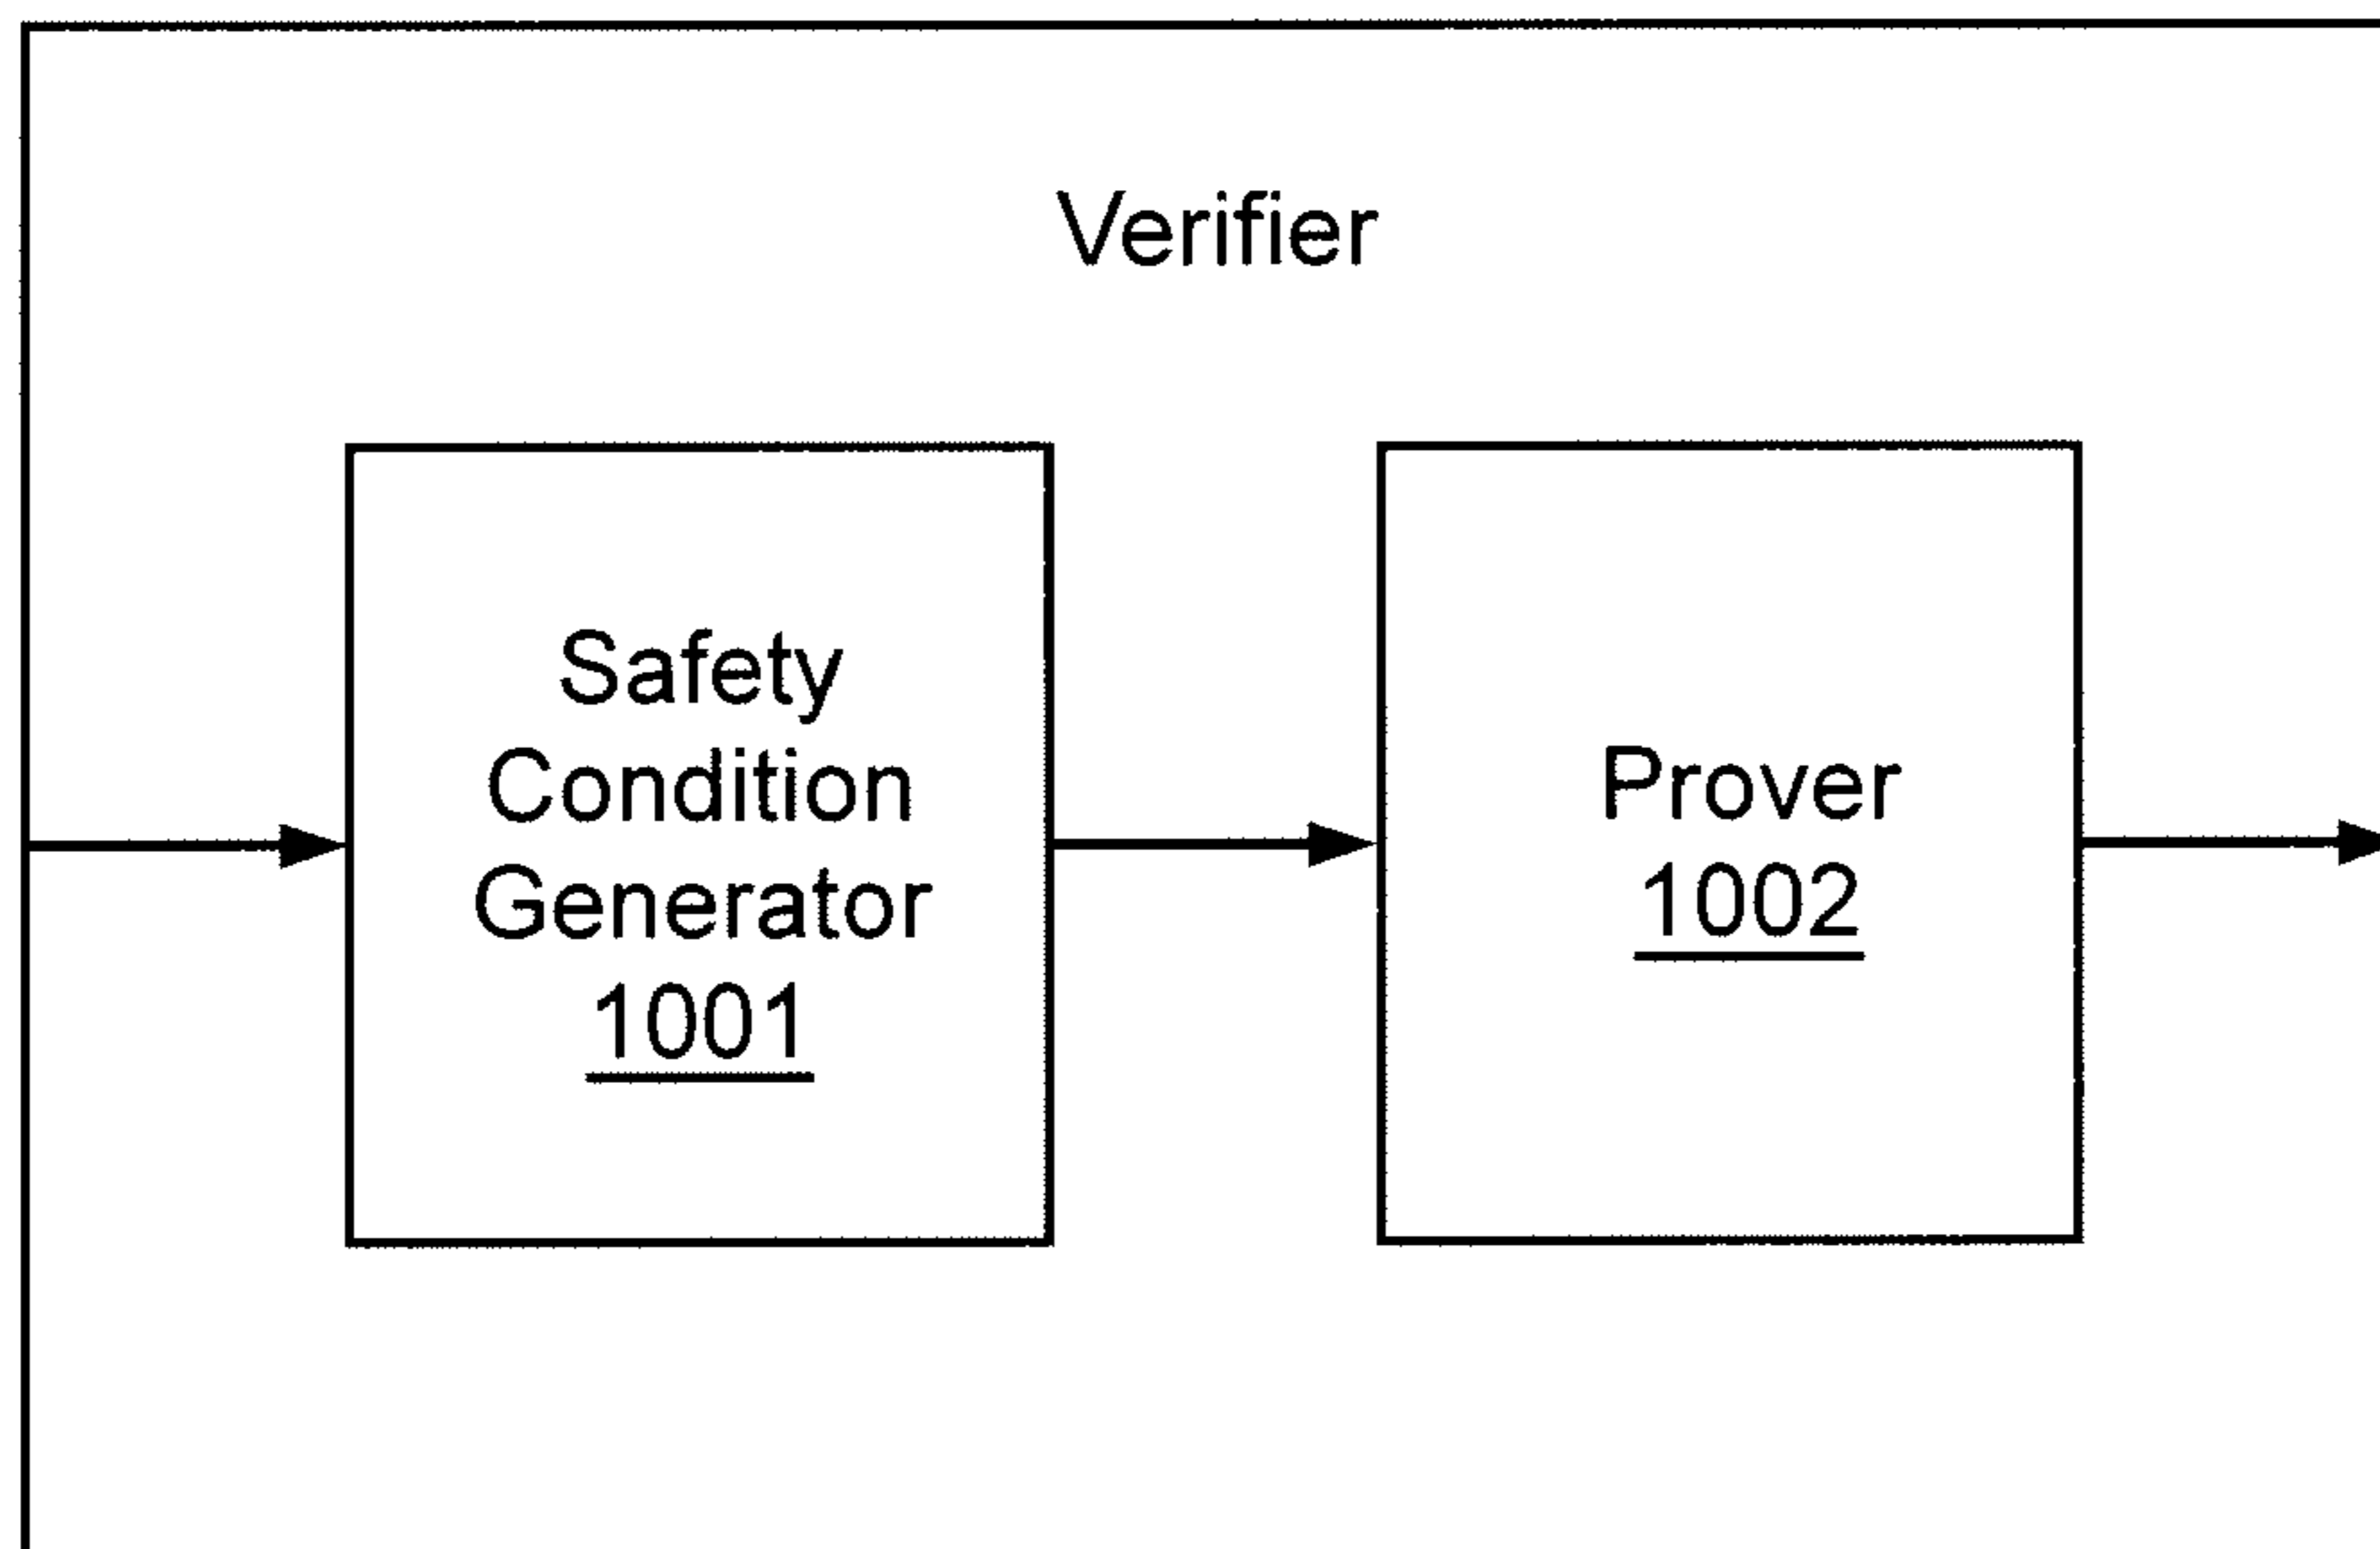 Verifier
Safety
Condition
Generator
1001
Prover
1002